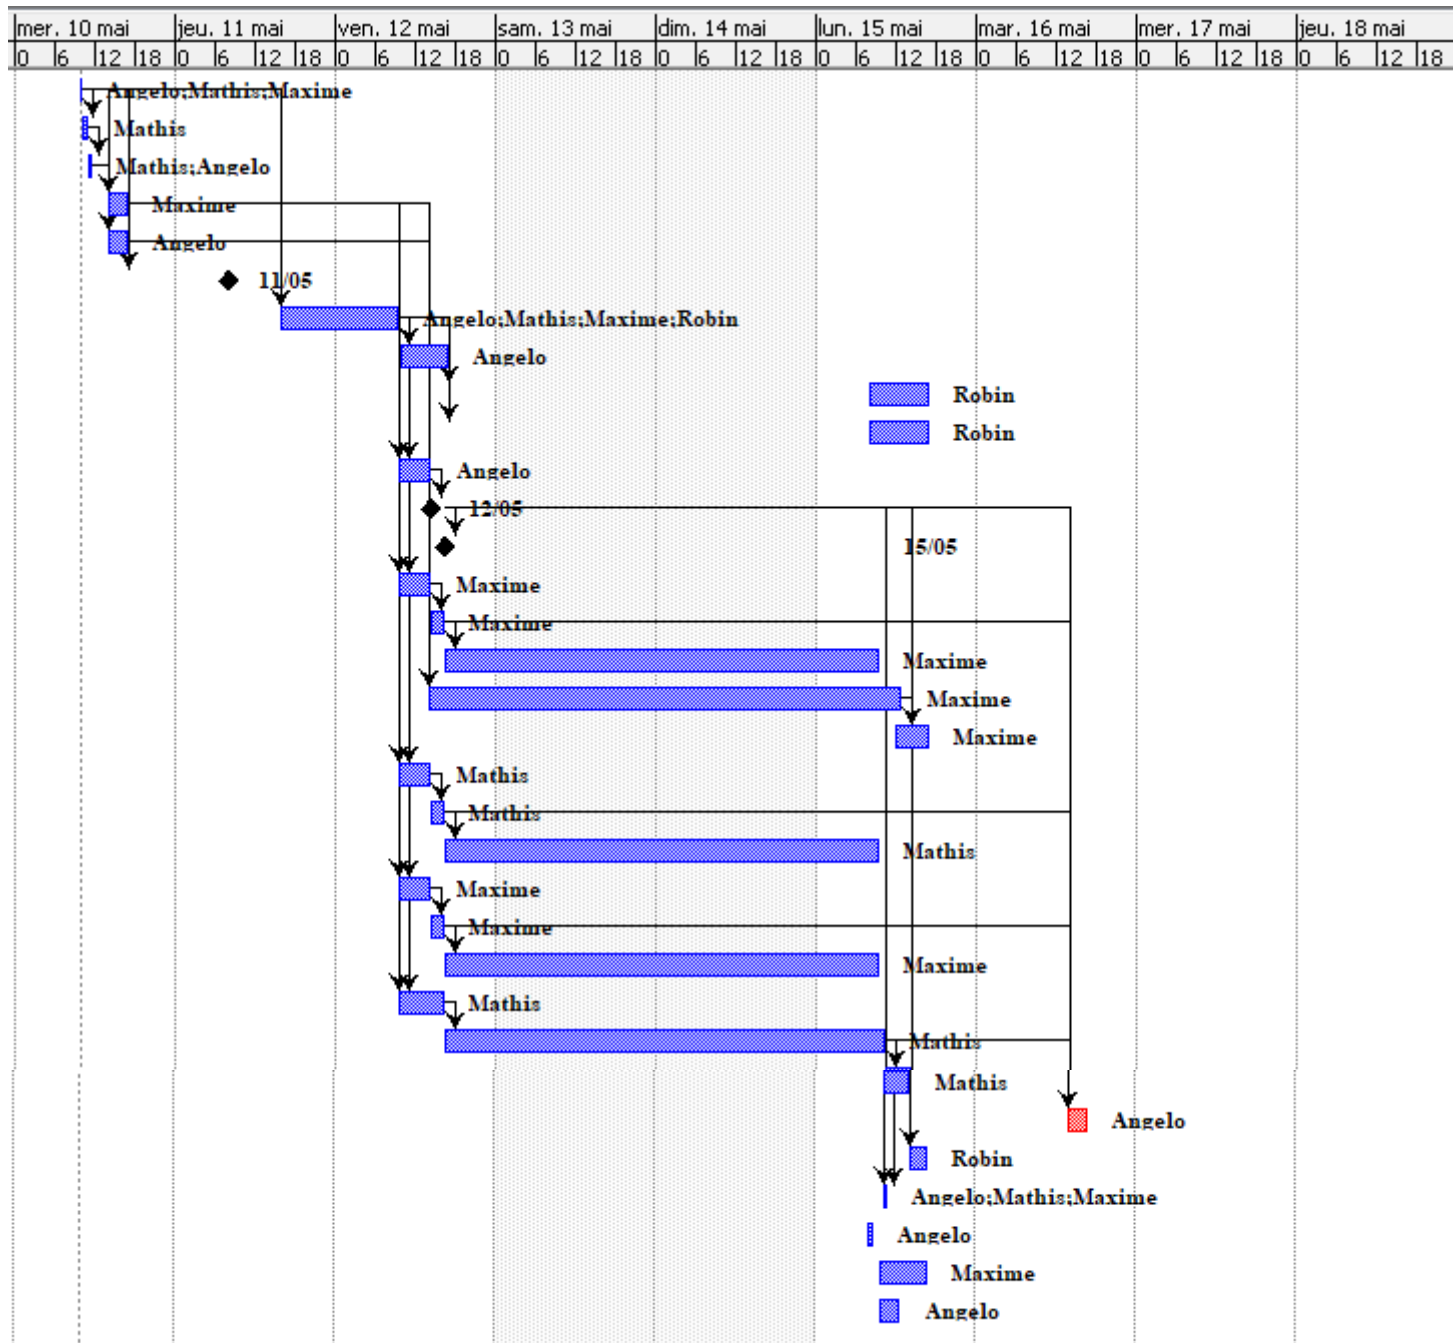 mer. 10 mai jeu. 11 mai ven. 12 mai sam. 13 mai dim. 14 mai lun. 15 mai mar. 16 mai mer. 17 mai jeu. 18 mai
0 6 12 18 0 6 12 18 0 6 12 18 0 6 12 18 0 6 12 18 0 6 12 18 0 6 12 18 0 6 12 18 0 6 12 18
Angelo;Mathis;Maxime
Mathis
Mathis;Angelo
Maxime
Angelo
11/05
Angelo;Mathis;Maxime;Robin
Angelo
Robin
Robin
Angelo
12/05
15/05
Maxime
Maxime
Maxime
Maxime
Maxime
Mathis
Mathis
Mathis
Maxime
Maxime
Maxime
Mathis
Mathis
Mathis
Angelo
Robin
Angelo;Mathis;Maxime
Angelo
Maxime
Angelo